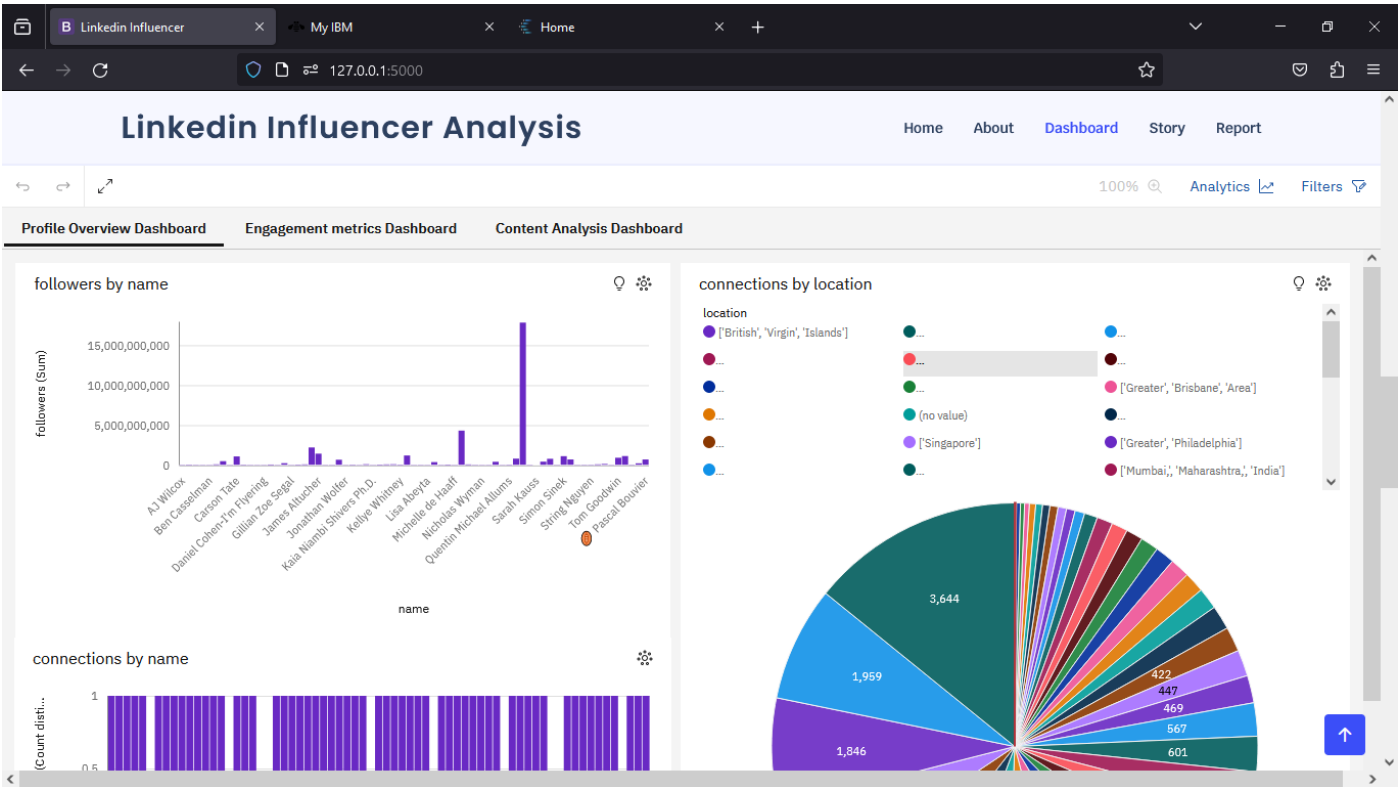 Linkedin Influencer
My IBM
Home
127.0.0.1:5000
Linkedin Influencer Analysis
Home About Dashboard Story Report
100% Analytics Filters
Profile Overview Dashboard Engagement metrics Dashboard Content Analysis Dashboard
followers by name
followers (Sum)
15,000,000,000
10,000,000,000
5,000,000,000
0
AJ Wilcox
Ben Casselman
Carson Tate
Daniel Cohen-I'm Flyering
Gillian Zoe Segal
James Altucher
Jonathan Wolfer
Kaia Niambi Shivers Ph.D.
Kellye Whitney
Lisa Abeyta
Michelle de Haaff
Nicholas Wyman
Quentin Michael Allums
Sarah Kauss
Simon Sinek
String Nguyen
Tom Goodwin
Pascal Bouvier
name
connections by name
(Count disti...
1
0.5
connections by location
location
['British', 'Virgin', 'Islands'] ... ...
... ... ...
... ... ['Greater', 'Brisbane', 'Area']
... (no value) ...
... ['Singapore'] ['Greater', 'Philadelphia']
... ... ['Mumbai,', 'Maharashtra,', 'India']
3,644
1,959
1,846
422
447
469
567
601